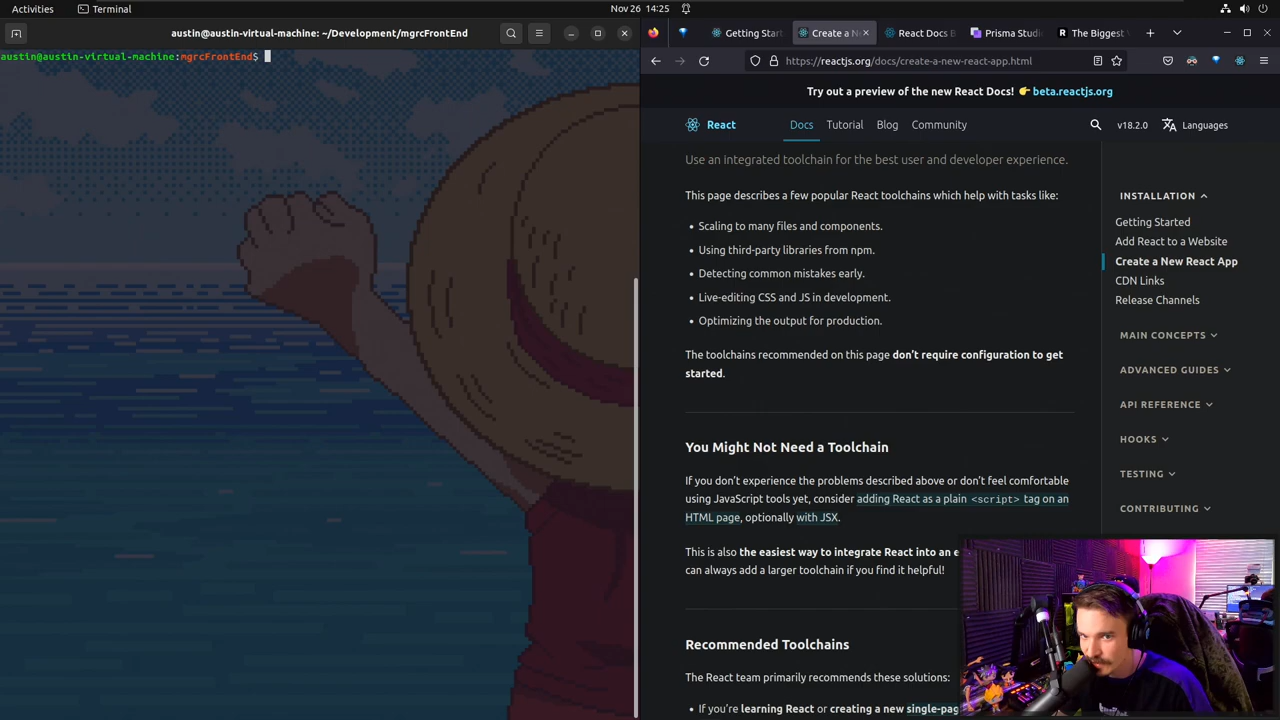 Activities
Terminal
Nov 26 14:25
austin@austin-virtual-machine: ~/Development/mgrcFrontEnd
austin@austin-virtual-machine:mgrcFrontEnd$
Getting Start
Create a Ne
React Docs B
Prisma Studi
The Biggest V
https://reactjs.org/docs/create-a-new-react-app.html
Try out a preview of the new React Docs! 👉 beta.reactjs.org
React
Docs
Tutorial
Blog
Community
v18.2.0
Languages
Use an integrated toolchain for the best user and developer experience.
This page describes a few popular React toolchains which help with tasks like:
• Scaling to many files and components.
• Using third-party libraries from npm.
• Detecting common mistakes early.
• Live-editing CSS and JS in development.
• Optimizing the output for production.
The toolchains recommended on this page don't require configuration to get
started.
You Might Not Need a Toolchain
If you don't experience the problems described above or don't feel comfortable
using JavaScript tools yet, consider adding React as a plain <script> tag on an
HTML page, optionally with JSX.
This is also the easiest way to integrate React into an e
can always add a larger toolchain if you find it helpful!
Recommended Toolchains
The React team primarily recommends these solutions:
• If you're learning React or creating a new single-pag
INSTALLATION
Getting Started
Add React to a Website
Create a New React App
CDN Links
Release Channels
MAIN CONCEPTS
ADVANCED GUIDES
API REFERENCE
HOOKS
TESTING
CONTRIBUTING